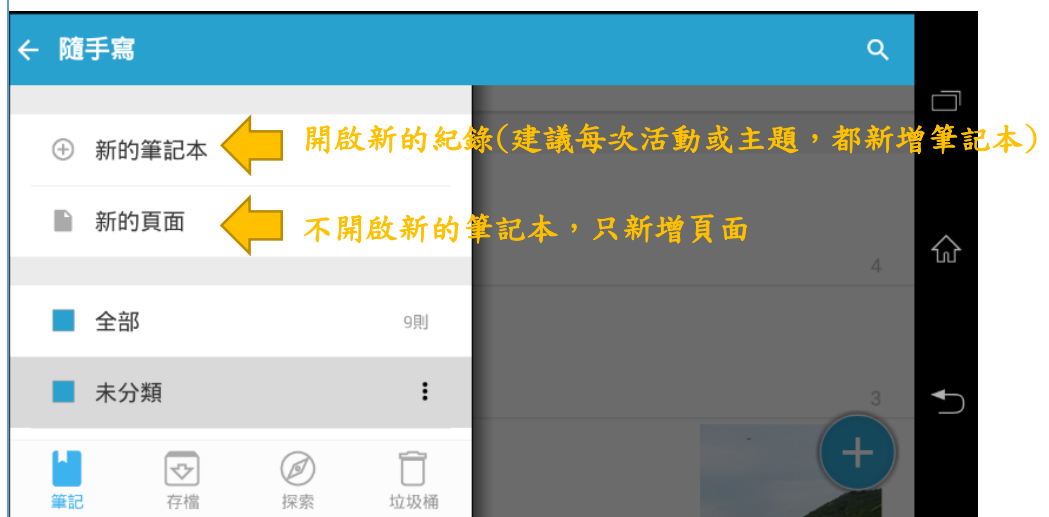 隨手寫
新的筆記本
開啟新的紀錄(建議每次活動或主題，都新增筆記本)
新的頁面
不開啟新的筆記本，只新增頁面
4
全部
9則
未分類
3
筆記
存檔
探索
垃圾桶